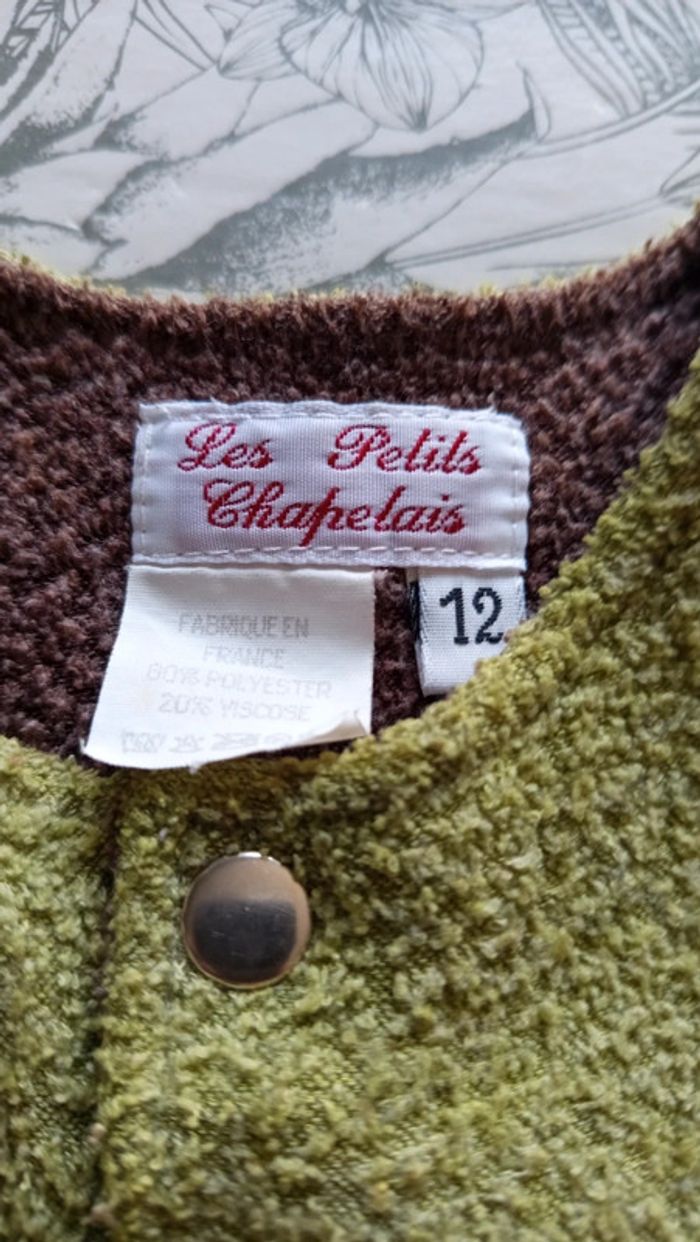 Les Petits
Chapelais
12
FABRIQUE EN
FRANCE
80% POLYESTER
20% VISCOSE